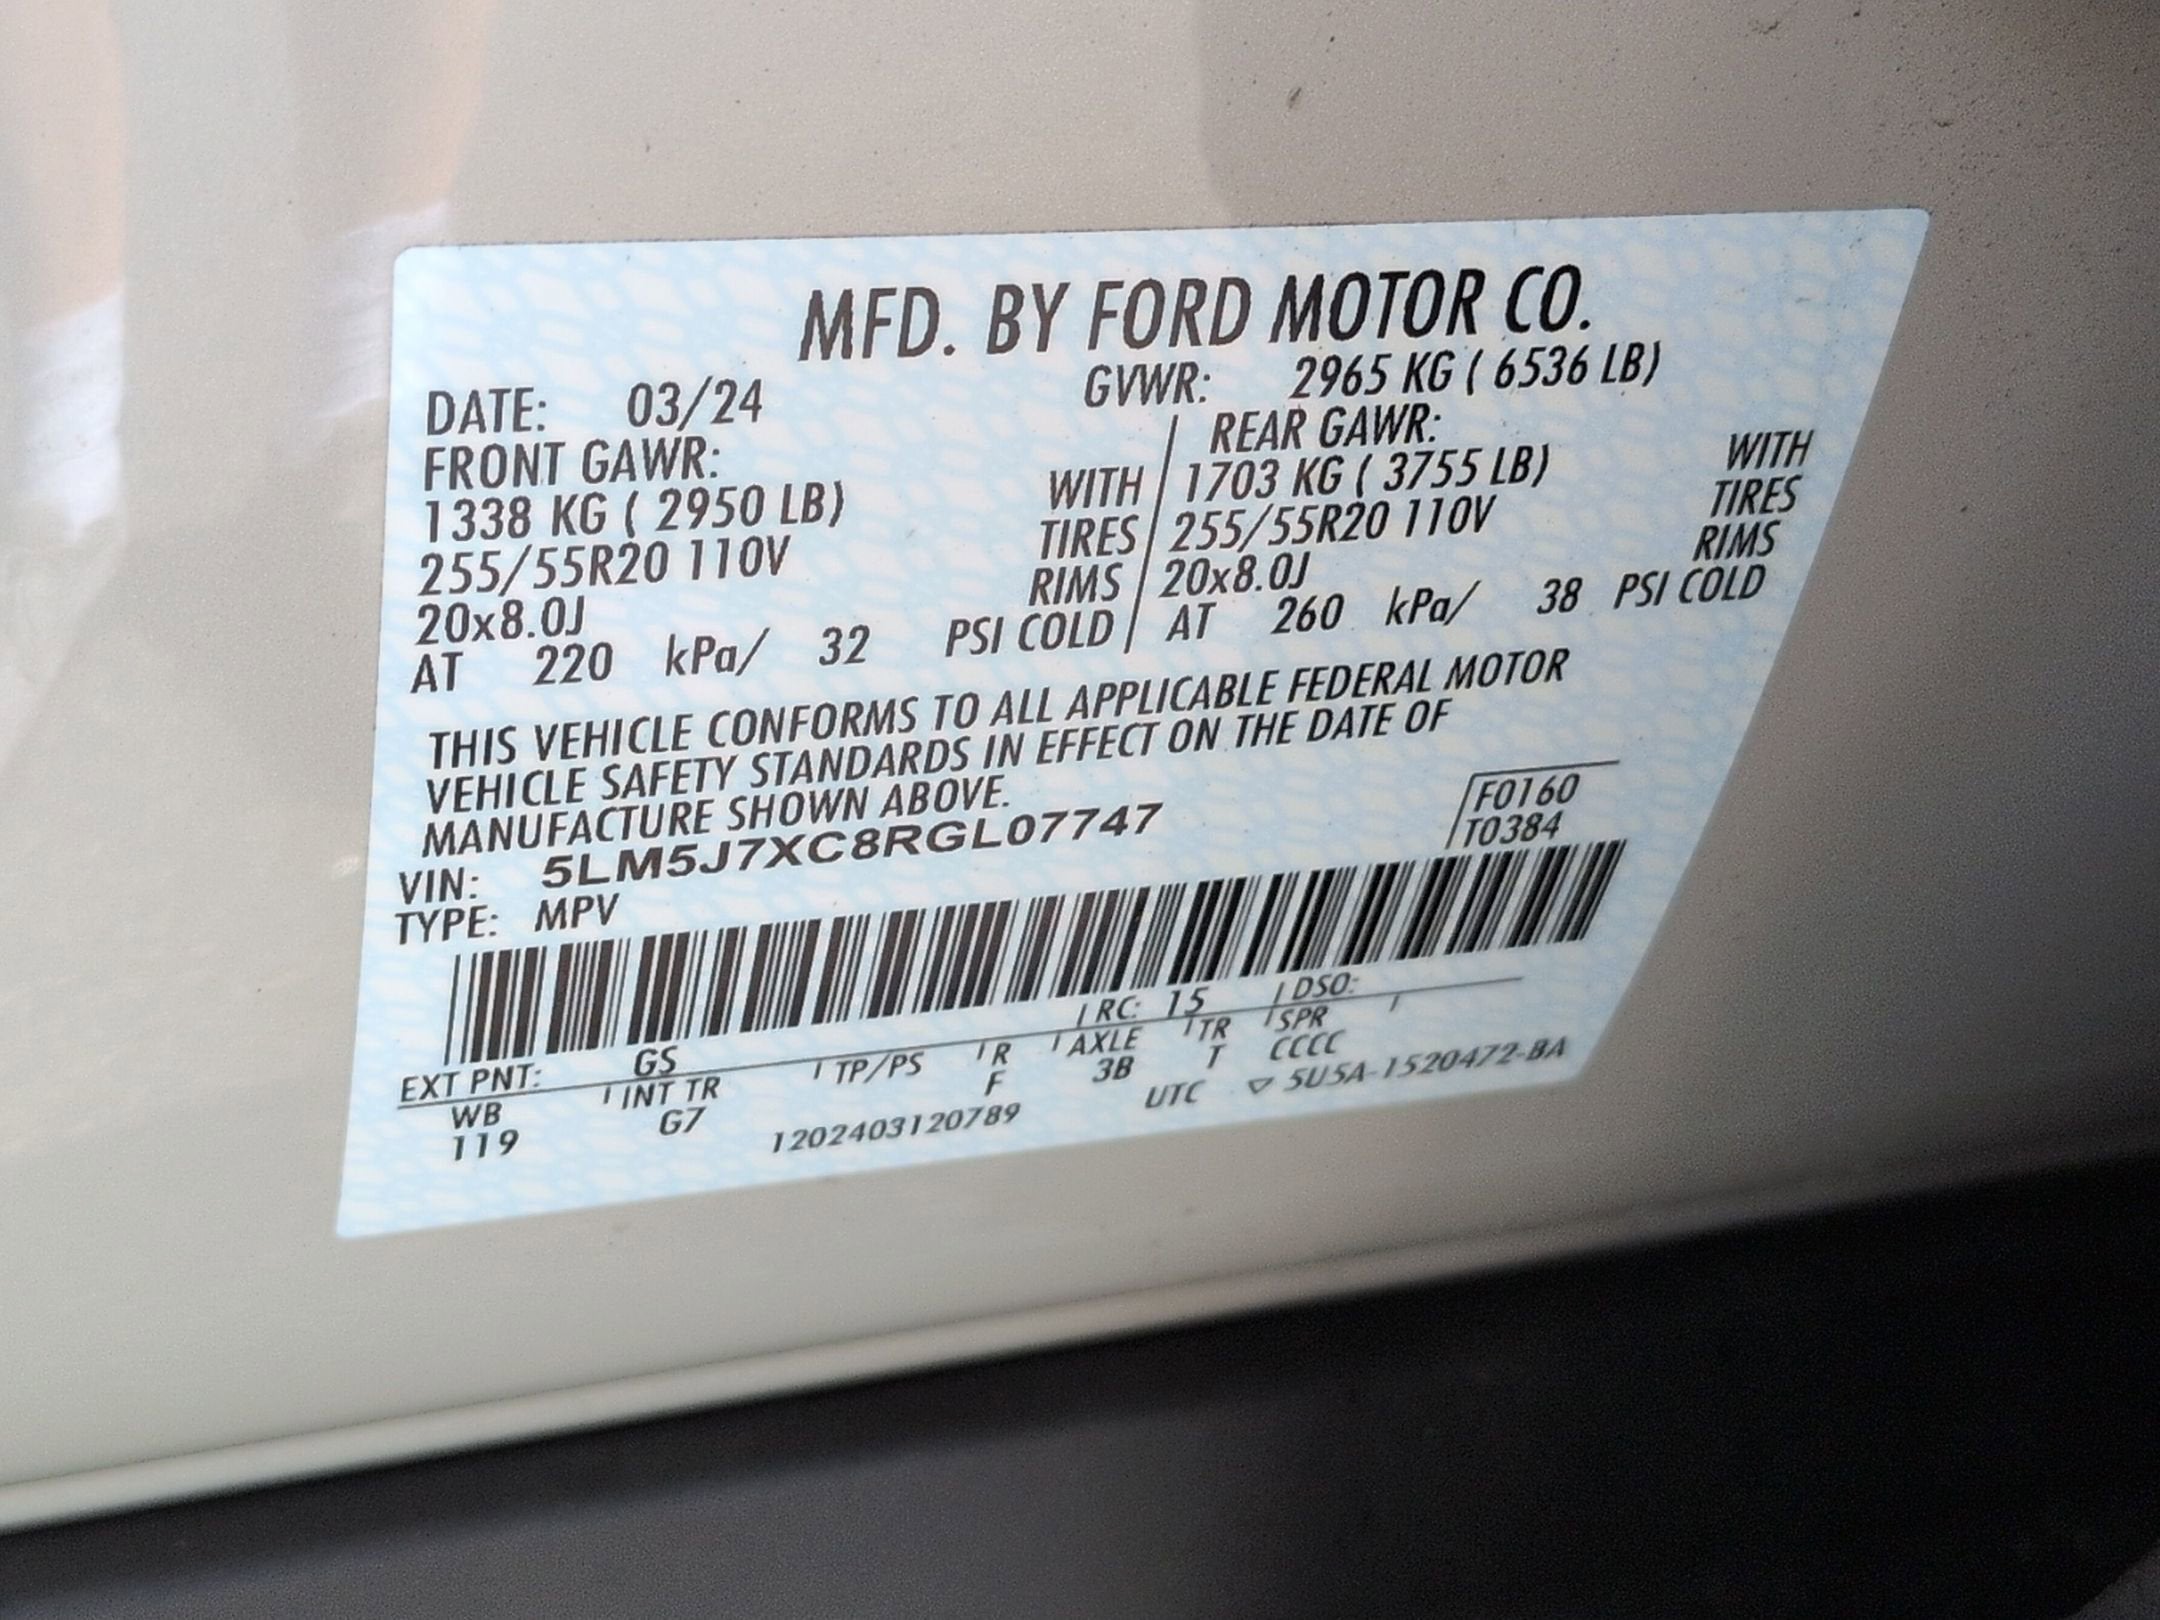 MFD. BY FORD MOTOR CO.
DATE: 03/24 GVWR: 2965 KG ( 6536 LB)
FRONT GAWR: REAR GAWR:
1338 KG ( 2950 LB) WITH 1703 KG ( 3755 LB) WITH
255/55R20 110V TIRES 255/55R20 110V TIRES
20x8.0J RIMS 20x8.0J RIMS
AT 220 kPa/ 32 PSI COLD AT 260 kPa/ 38 PSI COLD
THIS VEHICLE CONFORMS TO ALL APPLICABLE FEDERAL MOTOR
VEHICLE SAFETY STANDARDS IN EFFECT ON THE DATE OF
MANUFACTURE SHOWN ABOVE.
F0160
VIN: 5LM5J7XC8RGL07747 T0384
TYPE: MPV
EXT PNT: GS RC: 15 DSO:
WB INT TR TP/PS R AXLE TR SPR
119 G7 F 3B T CCCC
1202403120789 UTC ▽ 5U5A-1520472-BA